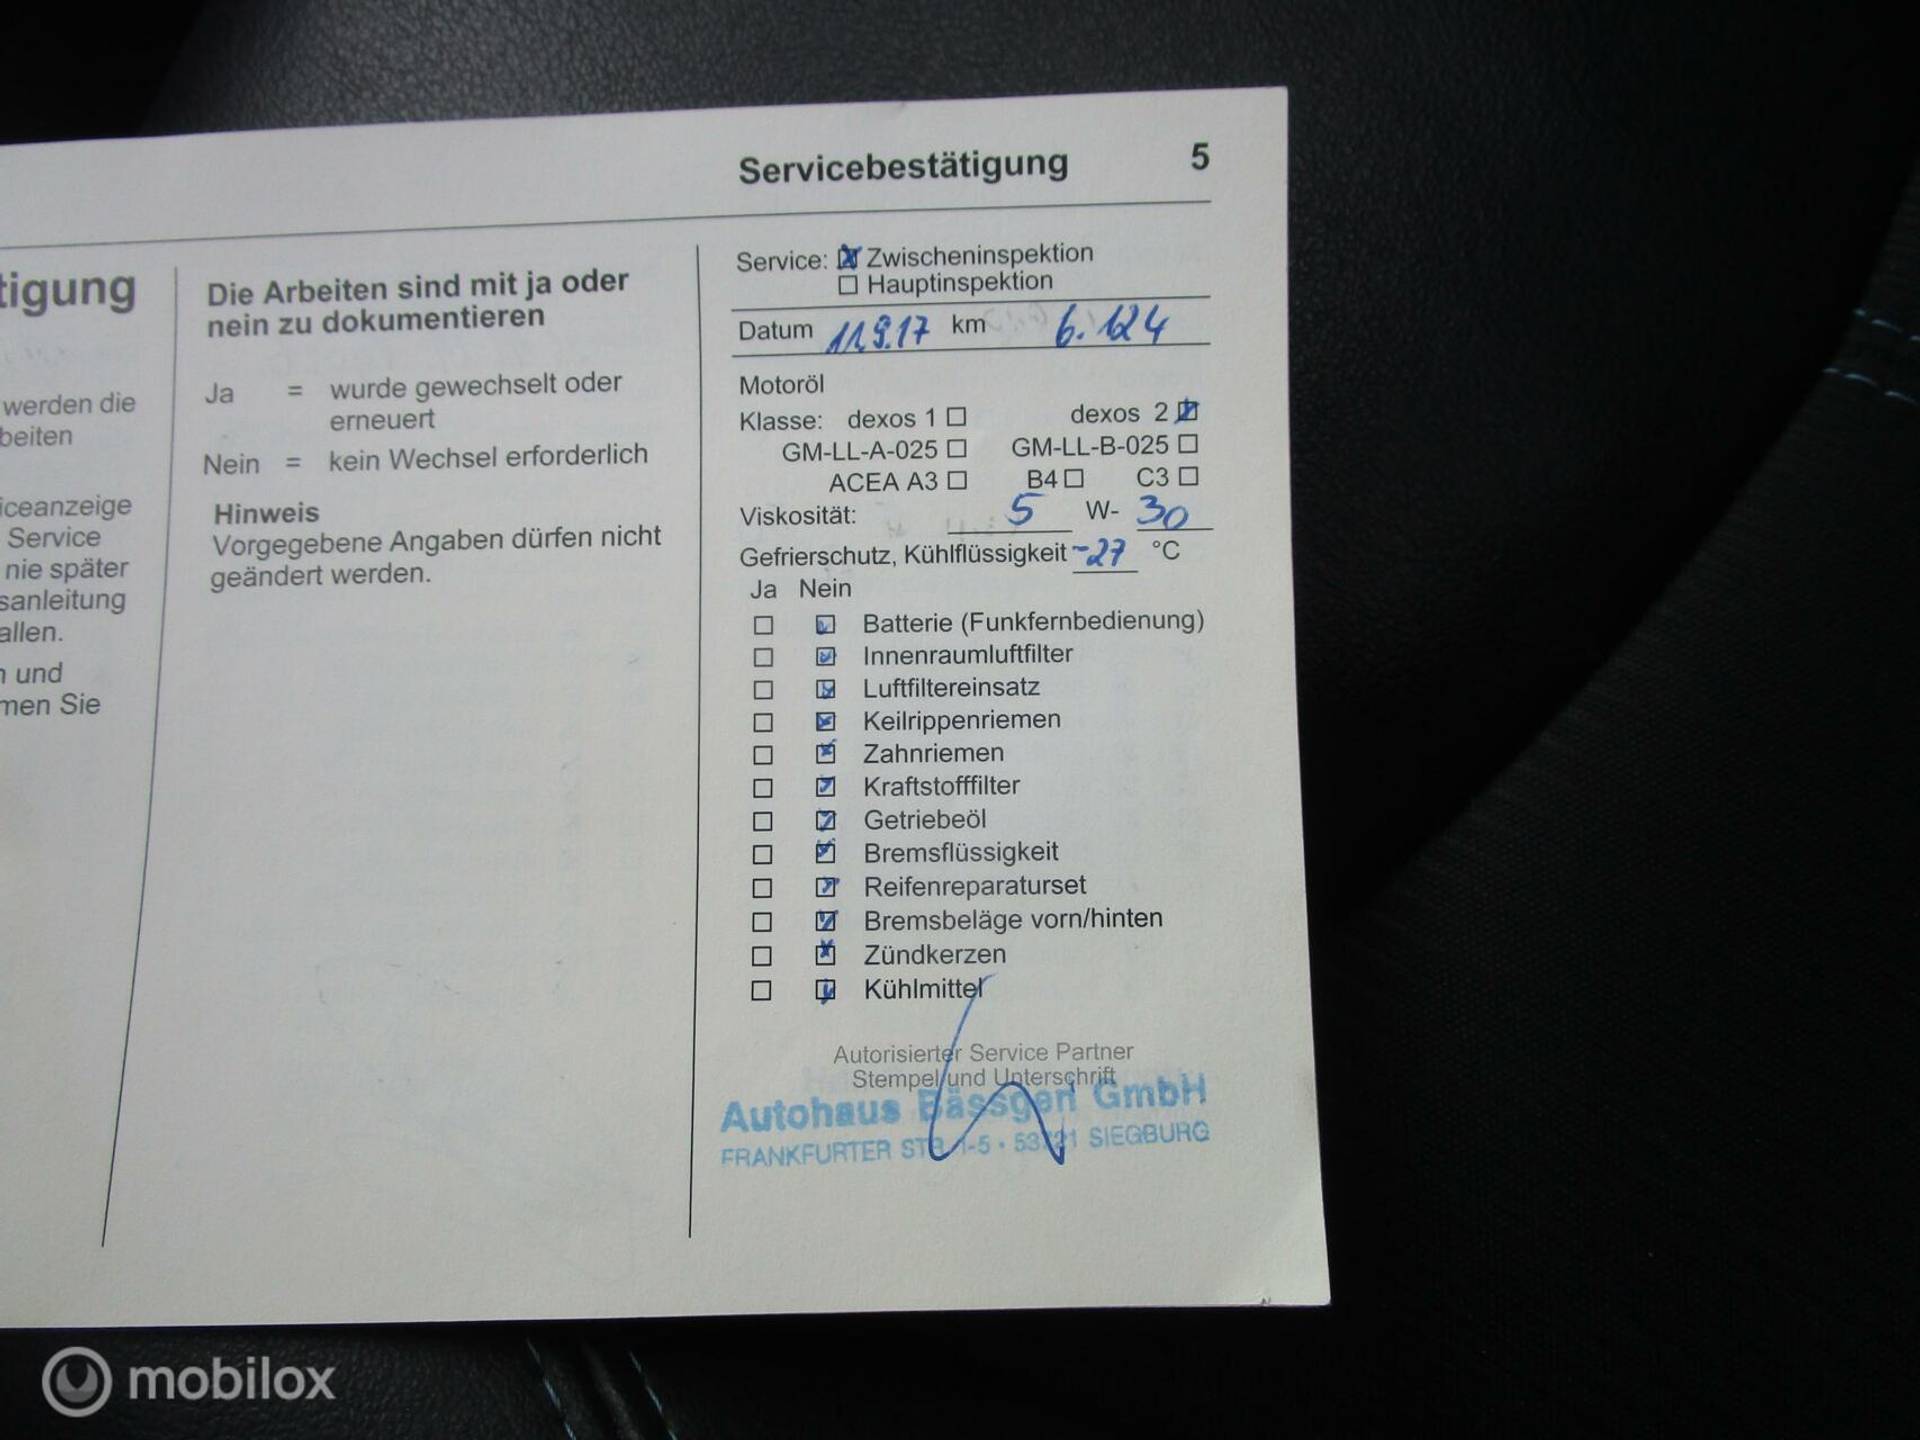 Servicebestätigung 5
tigung
werden die
beiten
iceanzeige
Service
nie später
sanleitung
allen.
n und
men Sie
Die Arbeiten sind mit ja oder
nein zu dokumentieren
Ja = wurde gewechselt oder
erneuert
Nein = kein Wechsel erforderlich
Hinweis
Vorgegebene Angaben dürfen nicht
geändert werden.
Service: Zwischeninspektion
Hauptinspektion
Datum 11.9.17 km 6.124
Motoröl
Klasse: dexos 1 dexos 2
GM-LL-A-025 GM-LL-B-025
ACEA A3 B4 C3
Viskosität: 5 W- 30
Gefrierschutz, Kühlflüssigkeit -27 °C
Ja Nein
Batterie (Funkfernbedienung)
Innenraumluftfilter
Luftfiltereinsatz
Keilrippenriemen
Zahnriemen
Kraftstofffilter
Getriebeöl
Bremsflüssigkeit
Reifenreparaturset
Bremsbeläge vorn/hinten
Zündkerzen
Kühlmittel
Autorisierter Service Partner
Stempel und Unterschrift
Autohaus Bässgen GmbH
FRANKFURTER STR. 1-5 · 53721 SIEGBURG
mobilox